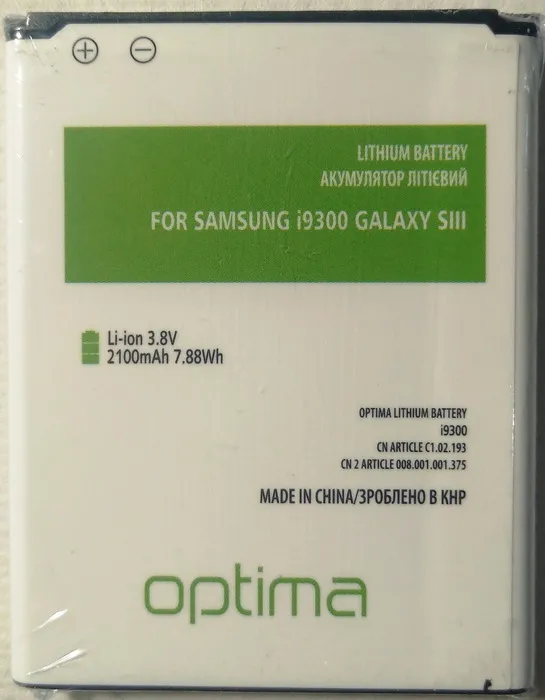 + −
LITHIUM BATTERY
АКУМУЛЯТОР ЛІТІЄВИЙ
FOR SAMSUNG i9300 GALAXY SIII
Li-ion 3.8V
2100mAh 7.88Wh
OPTIMA LITHIUM BATTERY
i9300
CN ARTICLE C1.02.193
CN 2 ARTICLE 008.001.001.375
MADE IN CHINA/ЗРОБЛЕНО В КНР
optima